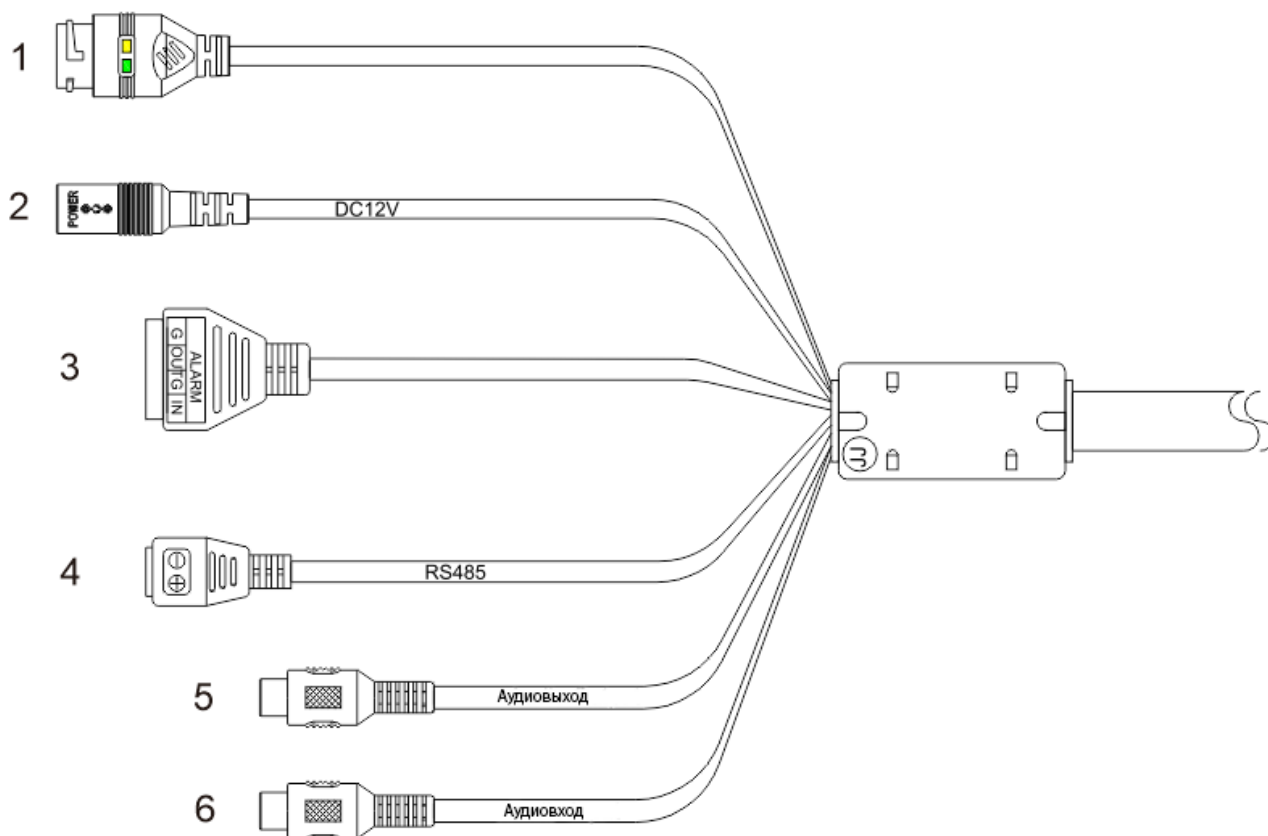 1
2
POWER
DC12V
3
ALARM
G OUT G IN
4
RS485
5
Аудиовыход
6
Аудиовход